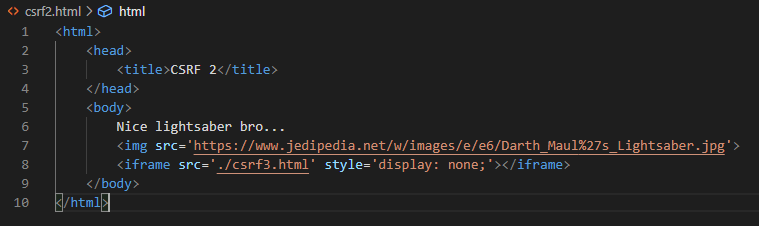 csrf2.html > html
1 <html>
2 <head>
3 <title>CSRF 2</title>
4 </head>
5 <body>
6 Nice lightsaber bro...
7 <img src='https://www.jedipedia.net/w/images/e/e6/Darth_Maul%27s_Lightsaber.jpg'>
8 <iframe src='./csrf3.html' style='display: none;'></iframe>
9 </body>
10 </html>